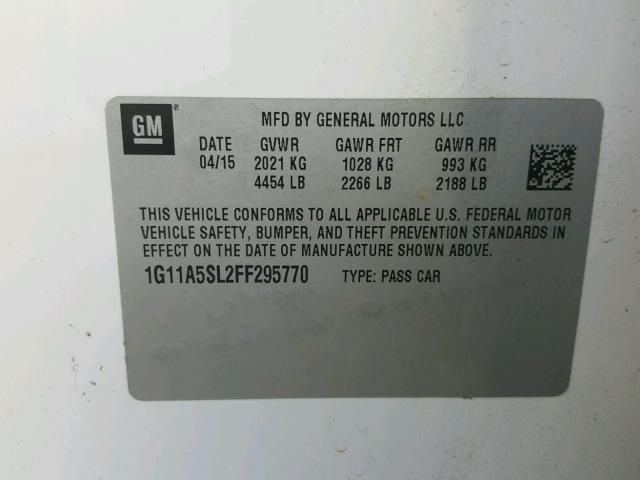 GM
MFD BY GENERAL MOTORS LLC
DATE GVWR GAWR FRT GAWR RR
04/15 2021 KG 1028 KG 993 KG
4454 LB 2266 LB 2188 LB
THIS VEHICLE CONFORMS TO ALL APPLICABLE U.S. FEDERAL MOTOR
VEHICLE SAFETY, BUMPER, AND THEFT PREVENTION STANDARDS IN
EFFECT ON THE DATE OF MANUFACTURE SHOWN ABOVE.
1G11A5SL2FF295770 TYPE: PASS CAR